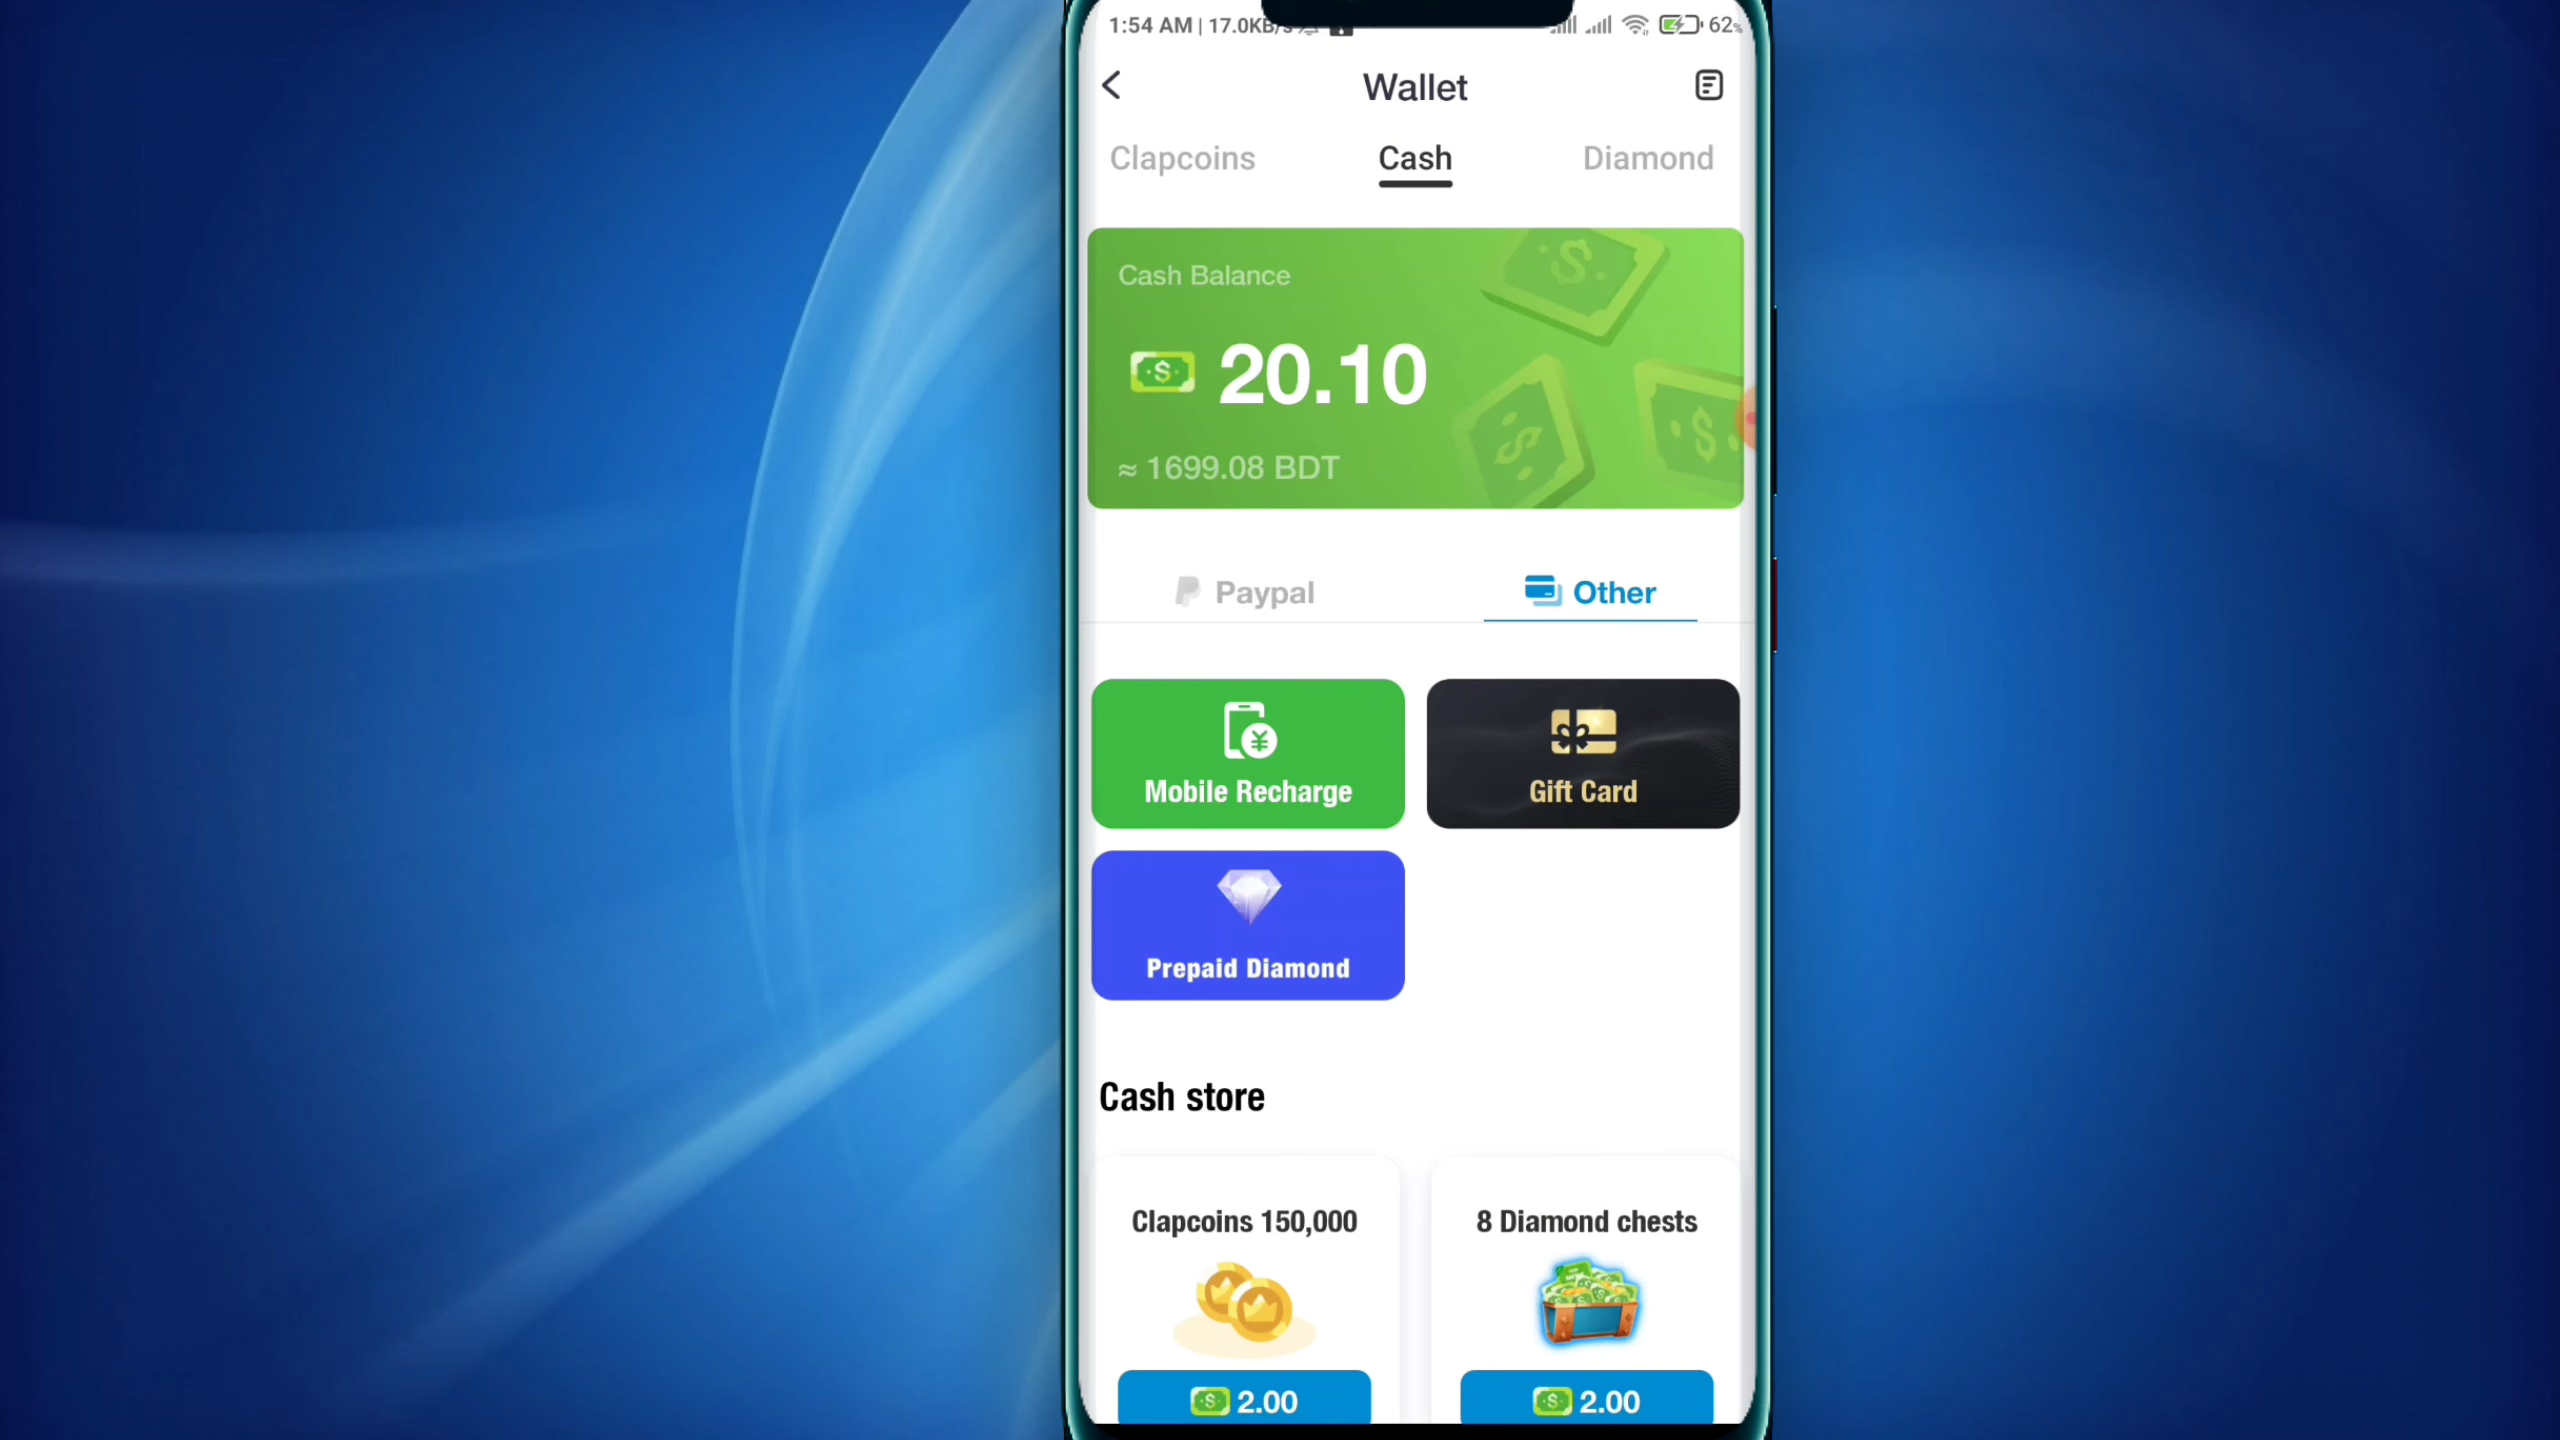 1:54 AM | 17.0KB/s
62%
Wallet
Clapcoins Cash Diamond
Cash Balance
20.10
≈ 1699.08 BDT
Paypal Other
Mobile Recharge Gift Card
Prepaid Diamond
Cash store
Clapcoins 150,000 8 Diamond chests
2.00 2.00